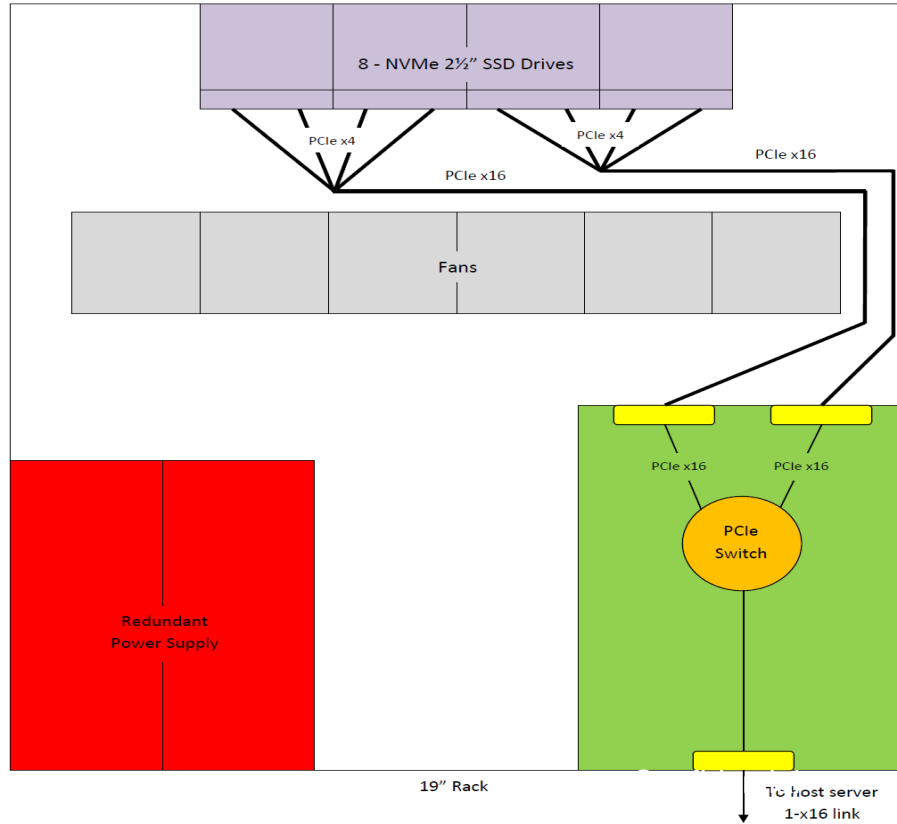 8 - NVMe 2½” SSD Drives
PCIe x4
PCIe x4
PCIe x16
PCIe x16
Fans
PCIe x16
PCIe x16
PCIe
Switch
Redundant
Power Supply
19” Rack
To host server
1-x16 link